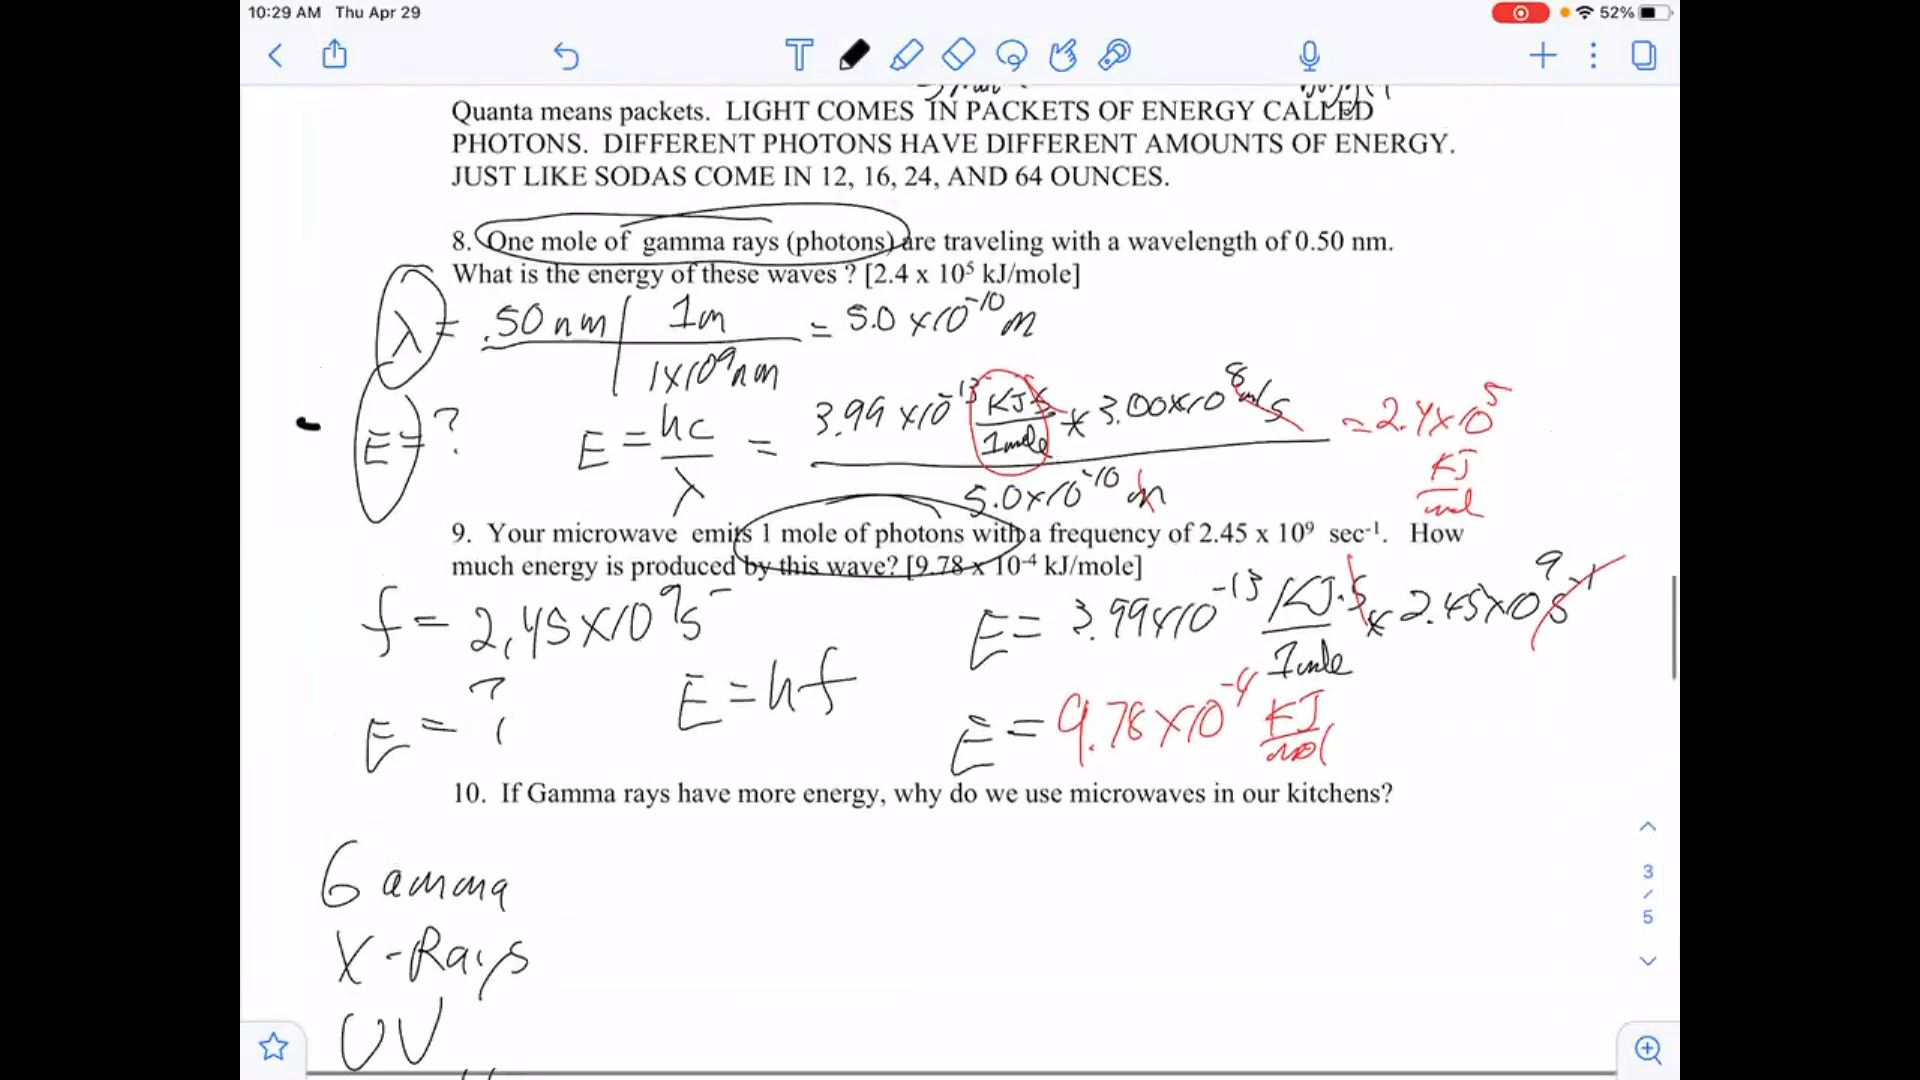 10:29 AM Thu Apr 29
52%
Quanta means packets. LIGHT COMES IN PACKETS OF ENERGY CALLED
PHOTONS. DIFFERENT PHOTONS HAVE DIFFERENT AMOUNTS OF ENERGY.
JUST LIKE SODAS COME IN 12, 16, 24, AND 64 OUNCES.
8. One mole of gamma rays (photons) are traveling with a wavelength of 0.50 nm.
What is the energy of these waves ? [2.4 x 10⁵ kJ/mole]
λ = .50 nm | 1m / 1x10⁹ nm = 5.0 x10⁻¹⁰ m
E = ? E = hc/λ = 3.99 x10⁻¹³ KJ·s/1mole * 3.00x10⁸ m/s / 5.0x10⁻¹⁰ m = 2.4x10⁵ KJ/mol
9. Your microwave emits 1 mole of photons with a frequency of 2.45 x 10⁹ sec⁻¹. How
much energy is produced by this wave? [9.78 x 10⁻⁴ kJ/mole]
f = 2.45x10⁹ s⁻ E = 3.99x10⁻¹³ KJ·s/1mole * 2.45x10⁹ s⁻¹
E = ? E = hf E = 9.78x10⁻⁴ KJ/mol
10. If Gamma rays have more energy, why do we use microwaves in our kitchens?
Gamma
X-Rays
UV
3
/
5